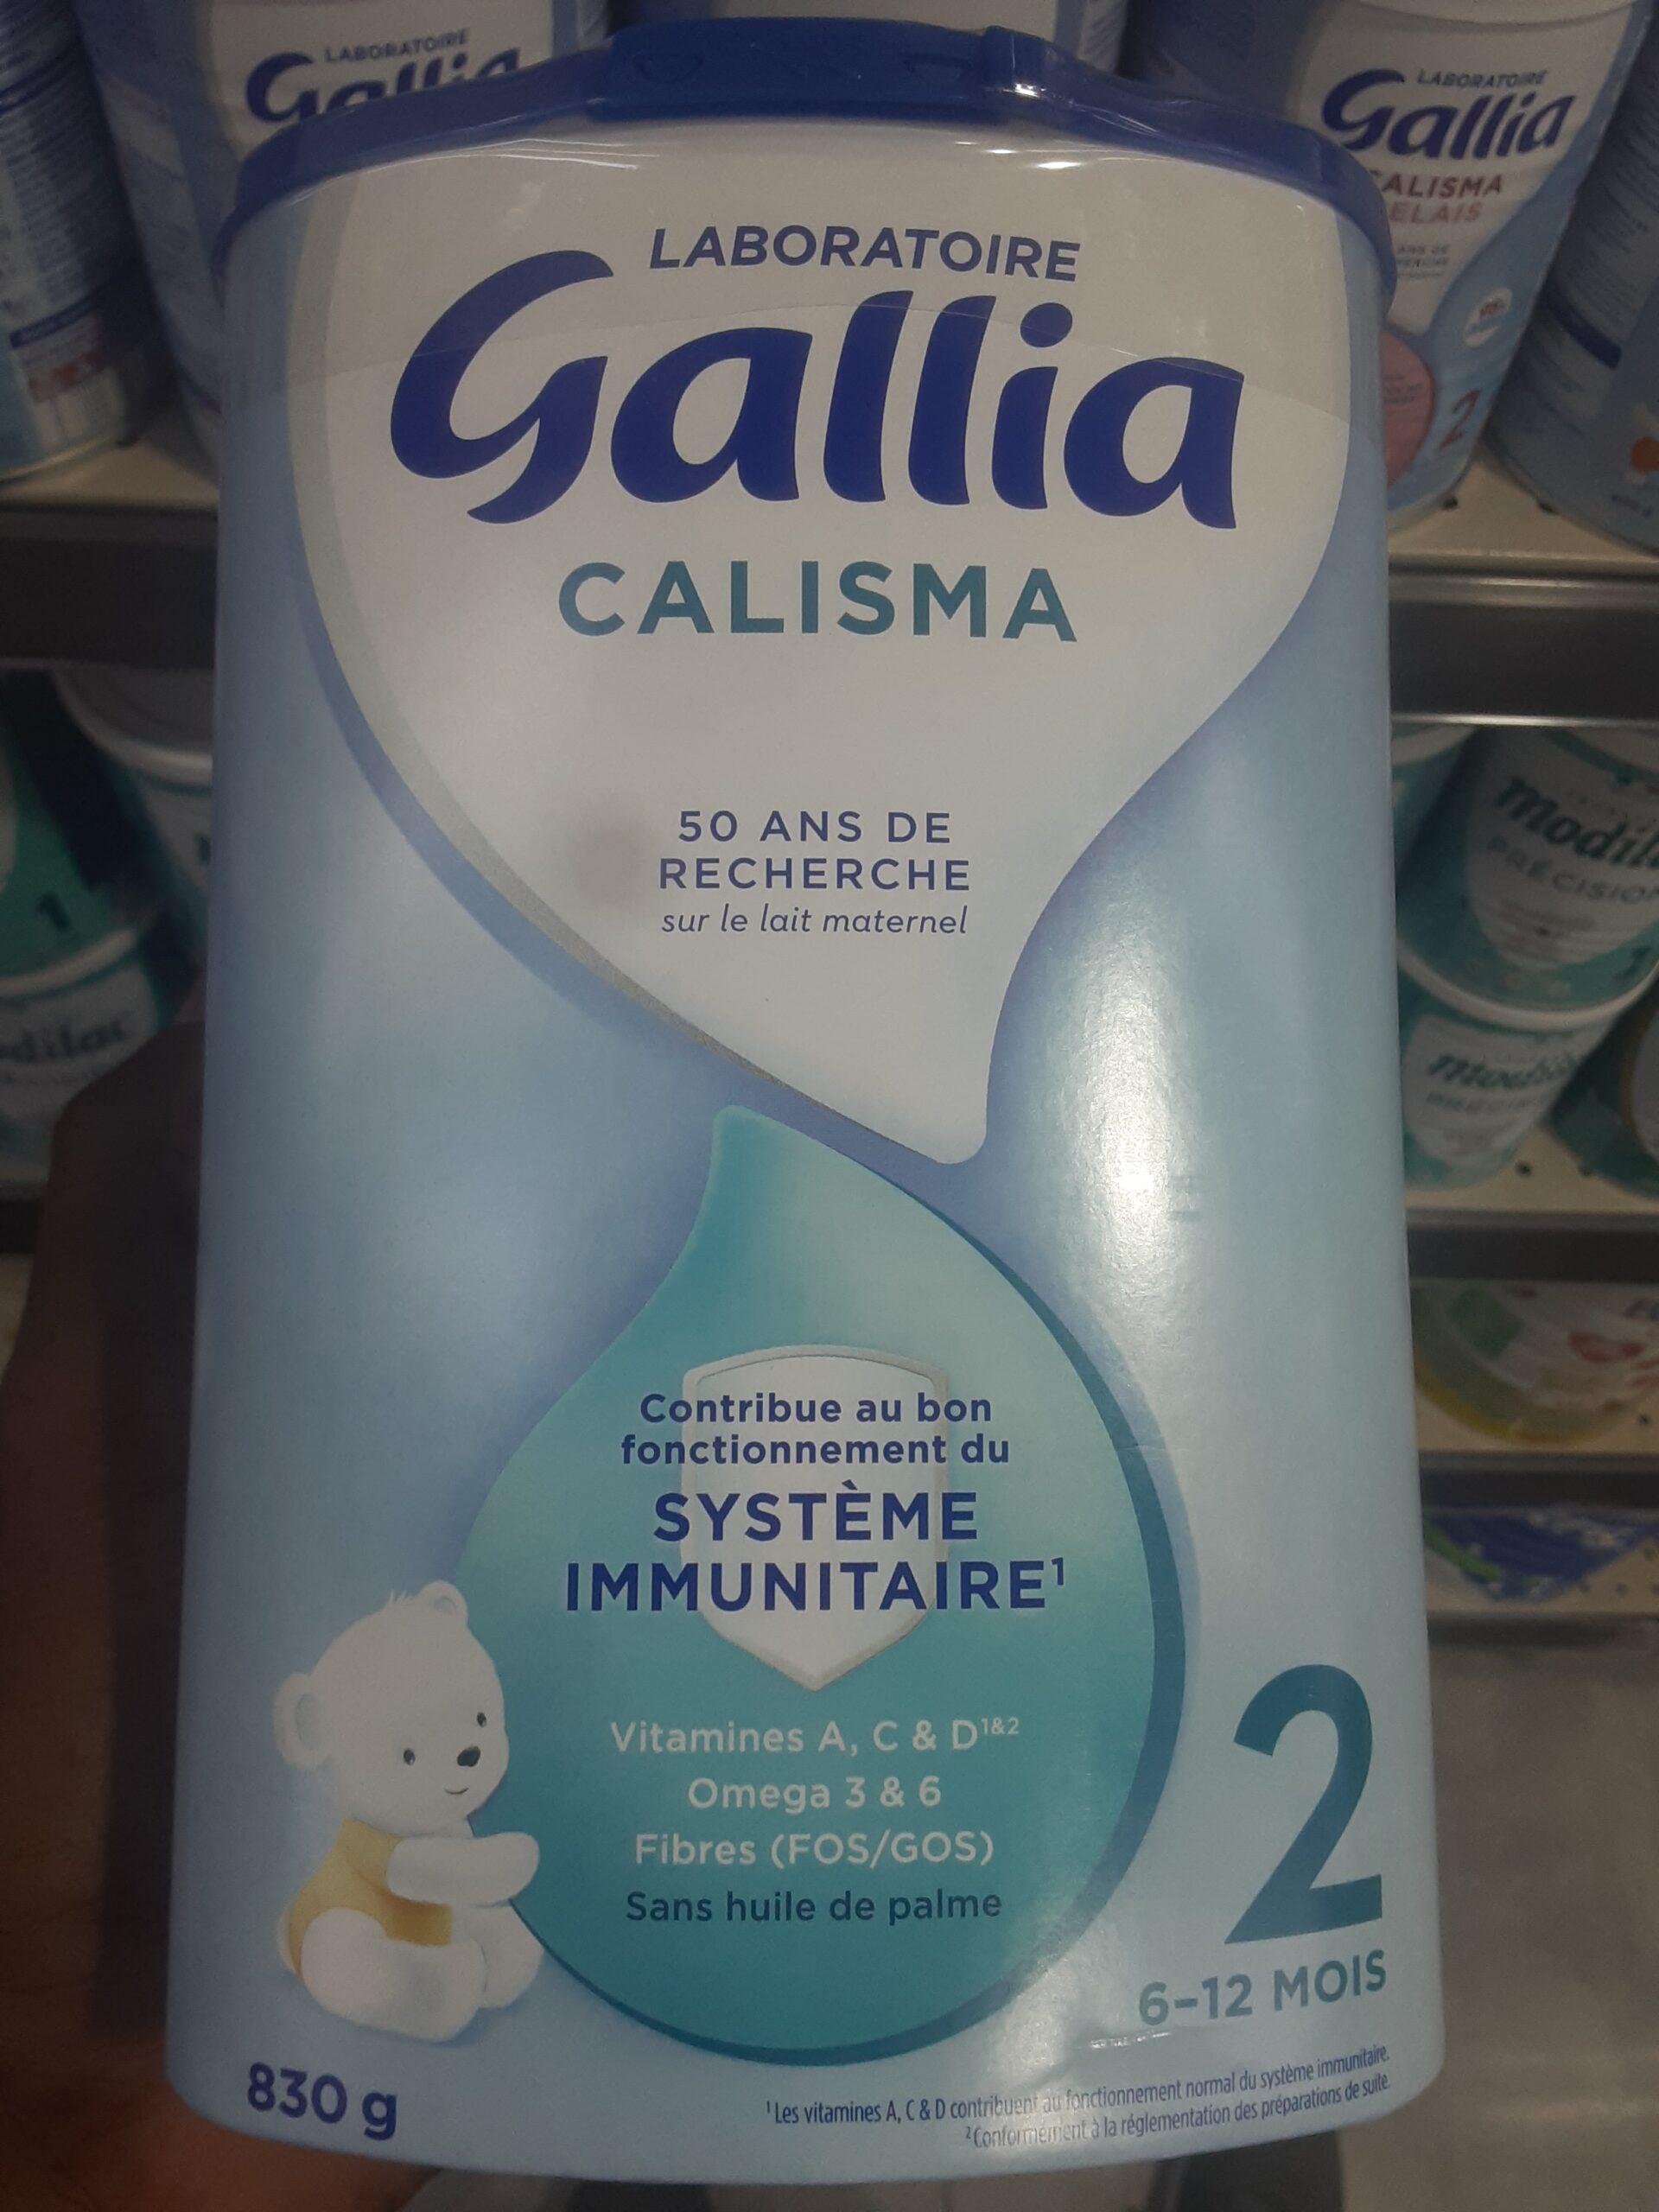 LABORATOIRE
Gallia
LABORATOIRE
Gallia
CALISMA
2
LABORATOIRE
Gallia
CALISMA
50 ANS DE
RECHERCHE
sur le lait maternel
Contribue au bon
fonctionnement du
SYSTÈME
IMMUNITAIRE¹
Vitamines A, C & D¹&²
Omega 3 & 6
Fibres (FOS/GOS)
Sans huile de palme
2
6-12 MOIS
830 g
¹Les vitamines A, C & D contribuent au fonctionnement normal du système immunitaire.
²Conformément à la réglementation des préparations de suite.
1